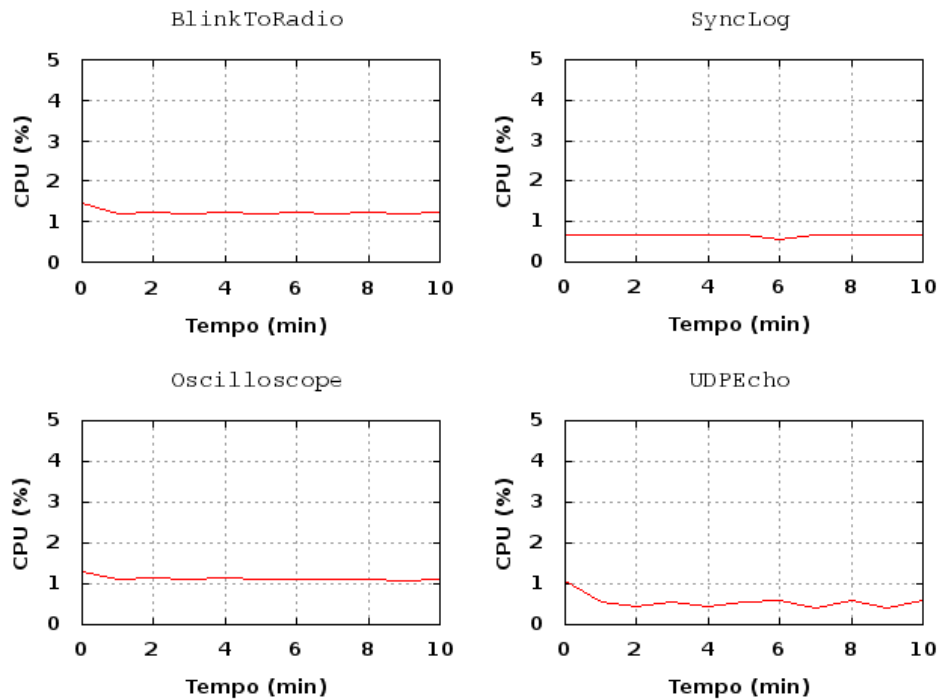 BlinkToRadio
CPU (%)
5
4
3
2
1
0
0 2 4 6 8 10
Tempo (min)
SyncLog
CPU (%)
5
4
3
2
1
0
0 2 4 6 8 10
Tempo (min)
Oscilloscope
CPU (%)
5
4
3
2
1
0
0 2 4 6 8 10
Tempo (min)
UDPEcho
CPU (%)
5
4
3
2
1
0
0 2 4 6 8 10
Tempo (min)